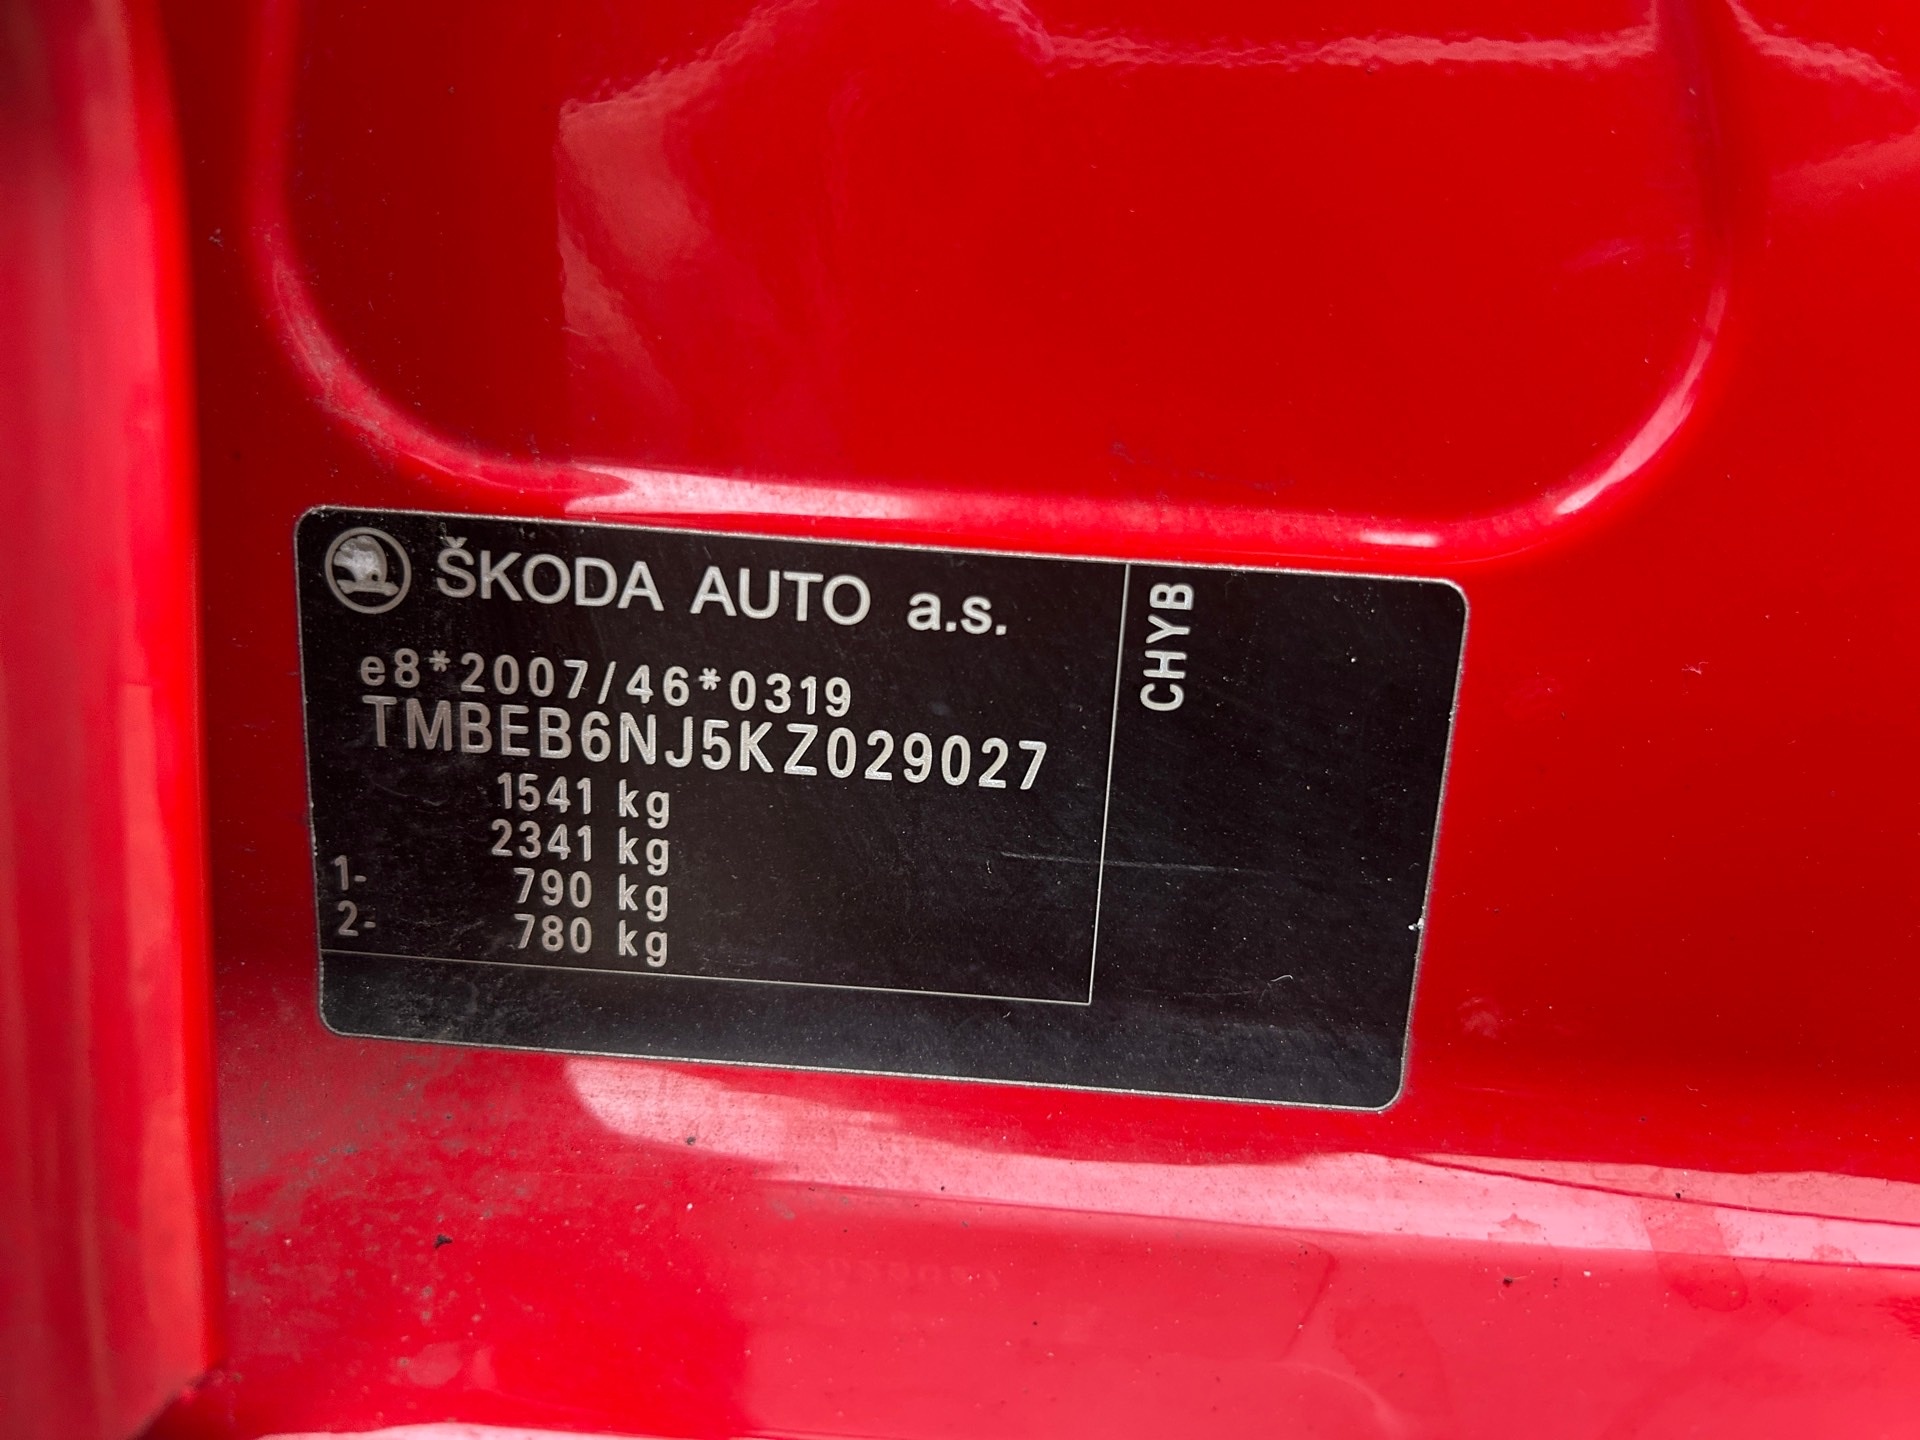 ŠKODA AUTO a.s.
e8*2007/46*0319
TMBEB6NJ5KZ029027
1541 kg
2341 kg
1- 790 kg
2- 780 kg
CHYB